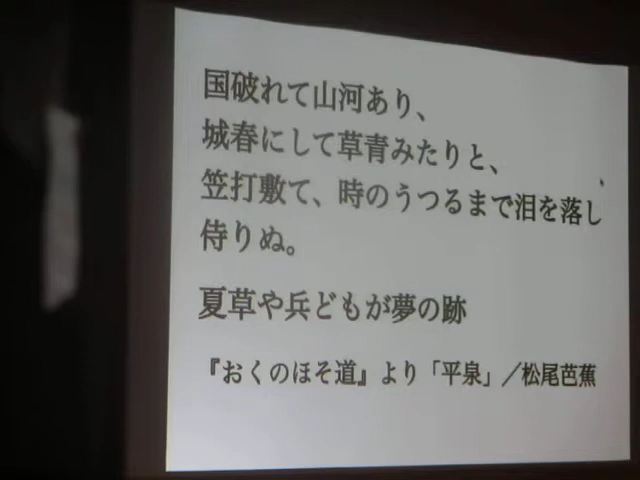 国破れて山河あり、
城春にして草青みたりと、
笠打敷て、時のうつるまで泪を落し
侍りぬ。
夏草や兵どもが夢の跡
『おくのほそ道』より「平泉」／松尾芭蕉